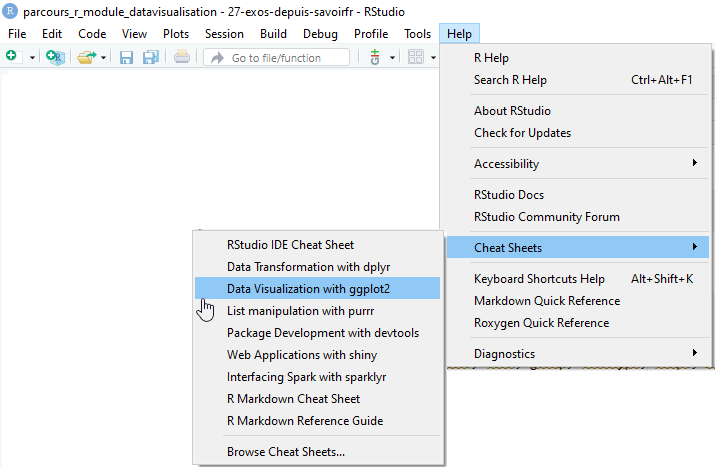 R parcours_r_module_datavisualisation - 27-exos-depuis-savoirfr - RStudio
File Edit Code View Plots Session Build Debug Profile Tools Help
R Go to file/function
R Help
Search R Help Ctrl+Alt+F1
About RStudio
Check for Updates
Accessibility
RStudio Docs
RStudio Community Forum
Cheat Sheets
Keyboard Shortcuts Help Alt+Shift+K
Markdown Quick Reference
Roxygen Quick Reference
Diagnostics
RStudio IDE Cheat Sheet
Data Transformation with dplyr
Data Visualization with ggplot2
List manipulation with purrr
Package Development with devtools
Web Applications with shiny
Interfacing Spark with sparklyr
R Markdown Cheat Sheet
R Markdown Reference Guide
Browse Cheat Sheets...